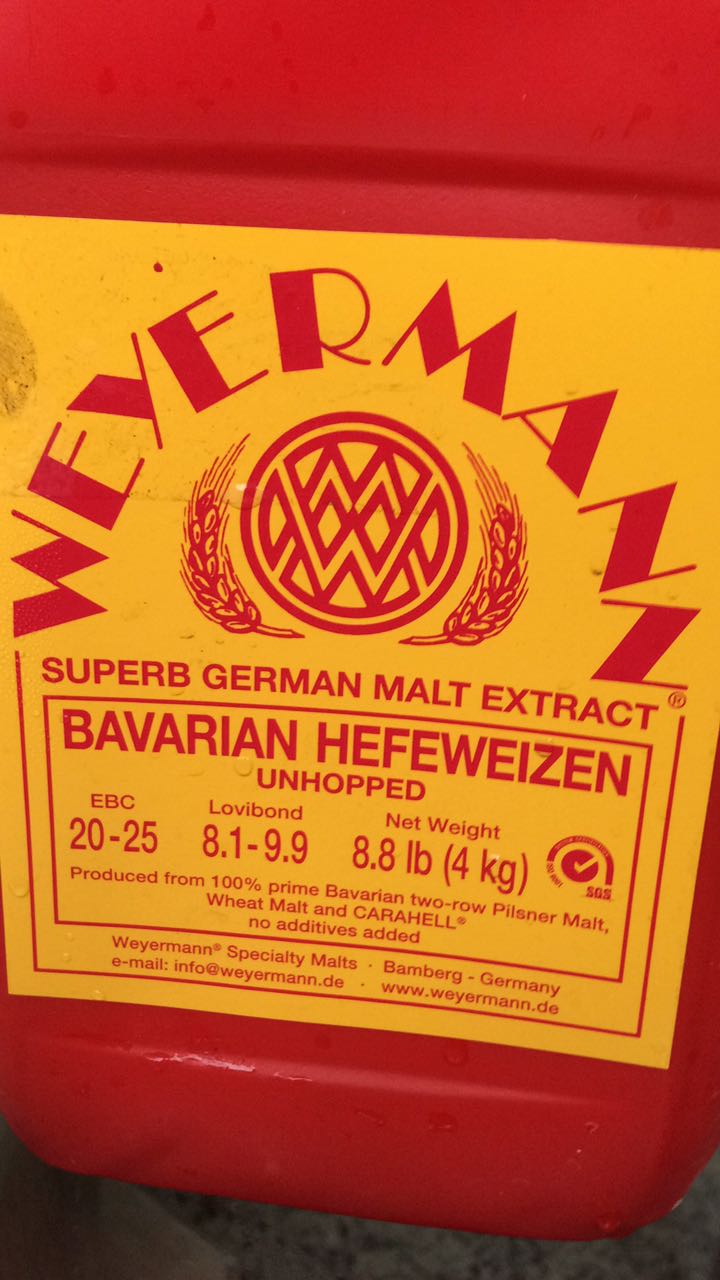 WEYERMANN®
SUPERB GERMAN MALT EXTRACT
BAVARIAN HEFEWEIZEN
UNHOPPED
EBC Lovibond Net Weight
20-25 8.1-9.9 8.8 lb (4 kg)
SGS
Produced from 100% prime Bavarian two-row Pilsner Malt,
Wheat Malt and CARAHELL®
no additives added
Weyermann® Specialty Malts · Bamberg - Germany
e-mail: info@weyermann.de · www.weyermann.de